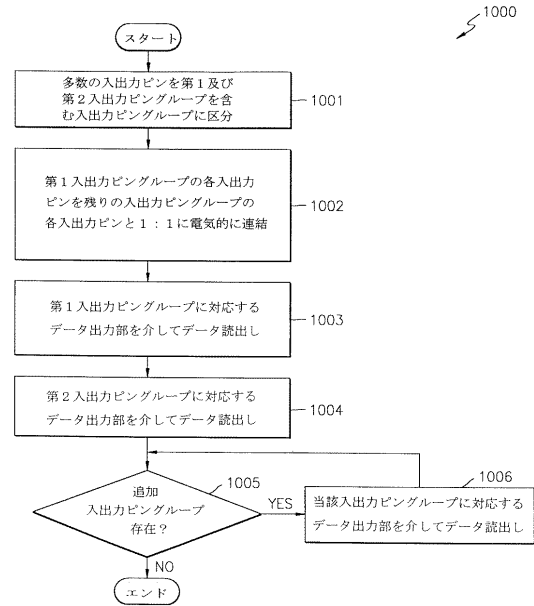 1000
スタート
多数の入出力ピンを第1及び
第2入出力ピングループを含
む入出力ピングループに区分
1001
第1入出力ピングループの各入出力
ピンを残りの入出力ピングループの
各入出力ピンと1:1に電気的に連結
1002
第1入出力ピングループに対応する
データ出力部を介してデータ読出し
1003
第2入出力ピングループに対応する
データ出力部を介してデータ読出し
1004
1005
追加
入出力ピングループ
存在?
YES
1006
当該入出力ピングループに対応する
データ出力部を介してデータ読出し
NO
エンド